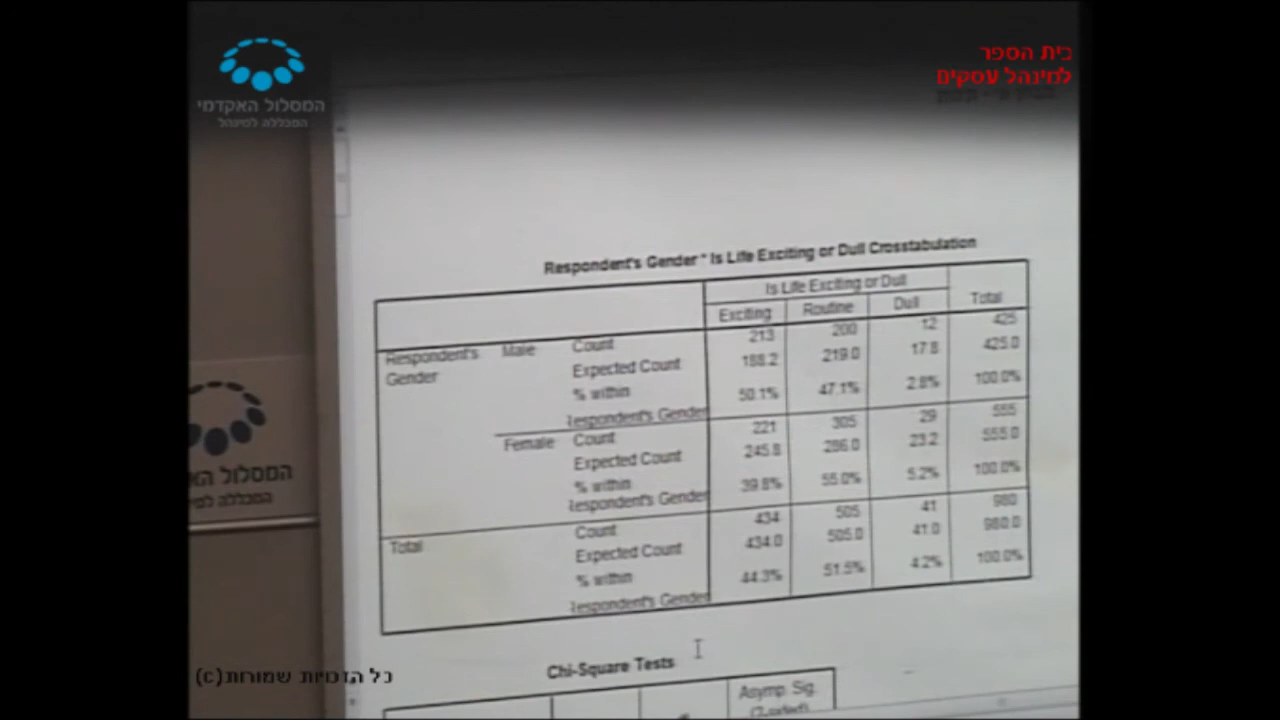 המסלול האקדמי
המכללה למינהל
בית הספר
למינהל עסקים
Respondent's Gender * Is Life Exciting or Dull Crosstabulation
Is Life Exciting or Dull
Exciting Routine Dull Total
Respondent's Gender Male Count 213 200 12 425
Expected Count 188.2 219.0 17.8 425.0
% within Respondent's Gender 50.1% 47.1% 2.8% 100.0%
Female Count 221 305 29 555
Expected Count 245.8 286.0 23.2 555.0
% within Respondent's Gender 39.8% 55.0% 5.2% 100.0%
Total Count 434 505 41 980
Expected Count 434.0 505.0 41.0 980.0
% within Respondent's Gender 44.3% 51.5% 4.2% 100.0%
המסלול הא
המכללה למי
Chi-Square Tests
Asymp. Sig.
כל הזכויות שמורות(c)